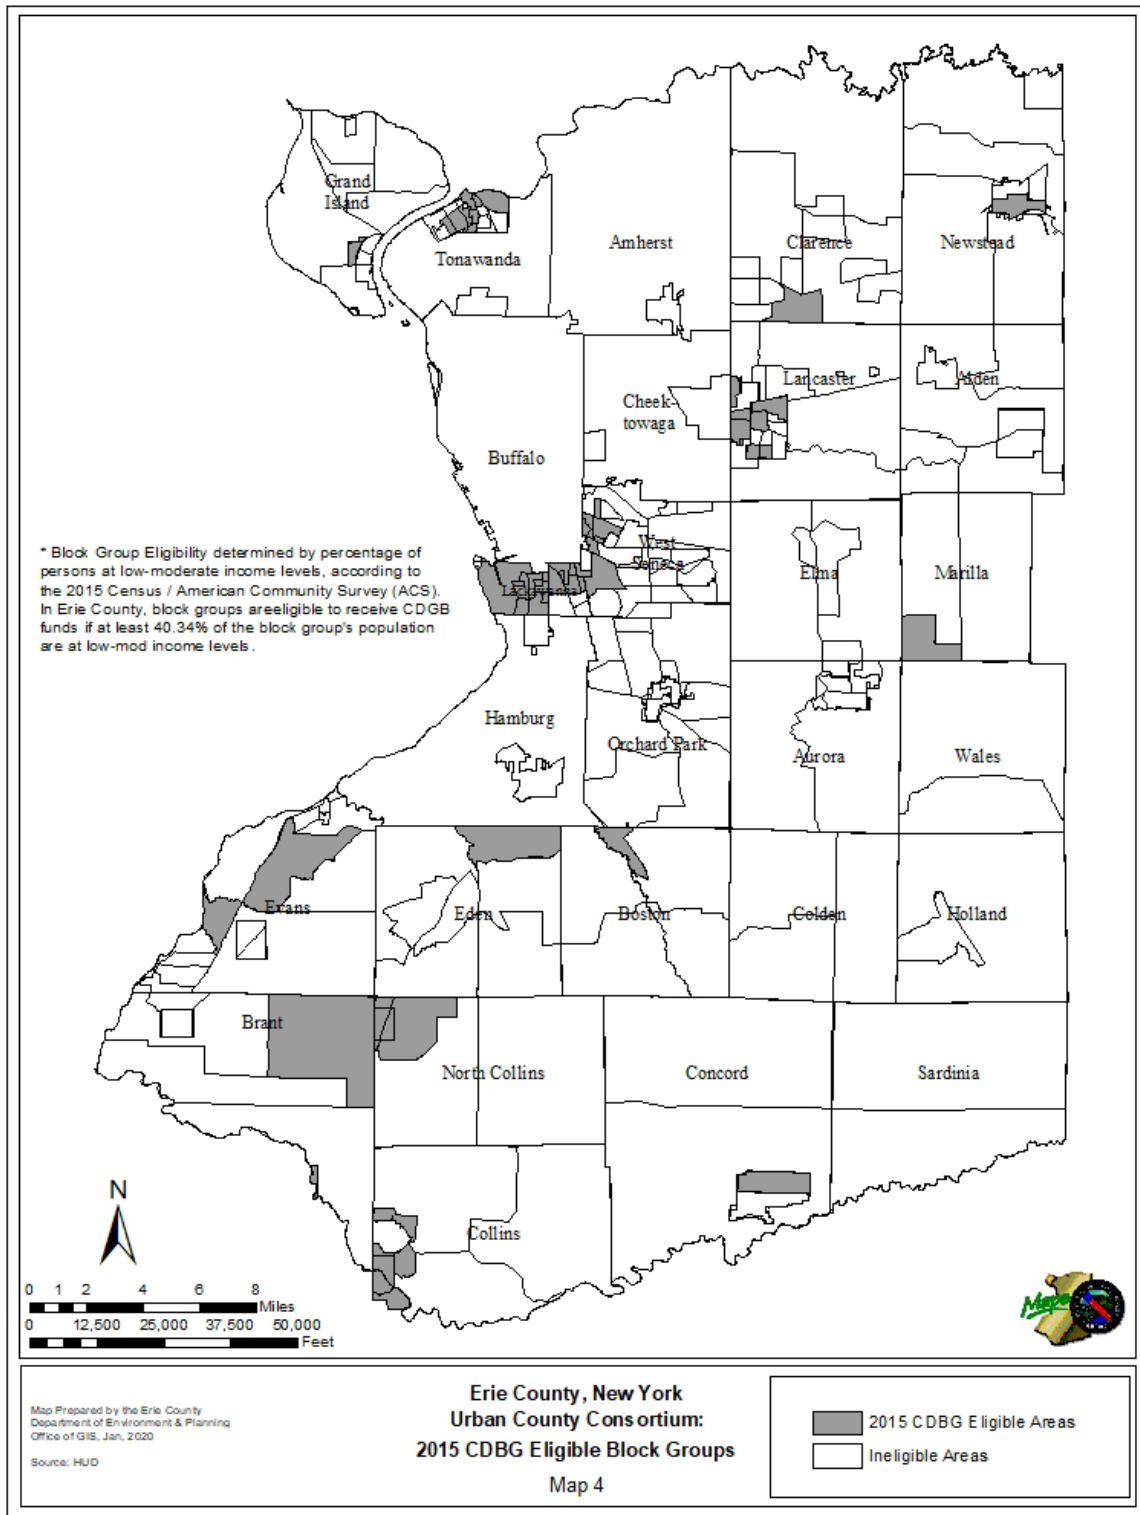 Grand
Island
Tonawanda
Amherst
Clarence
Newstead
Lancaster
Alden
Cheek-
towaga
Buffalo
* Block Group Eligibility determined by percentage of
persons at low-moderate income levels, according to
the 2015 Census / American Community Survey (ACS).
In Erie County, block groups areeligible to receive CDGB
funds if at least 40.34% of the block group's population
are at low-mod income levels.
West
Seneca
Lackawanna
Elma
Marilla
Hamburg
Orchard Park
Aurora
Wales
Evans
Eden
Boston
Colden
Holland
Brant
North Collins
Concord
Sardinia
Collins
N
0 1 2 4 6 8
Miles
0 12,500 25,000 37,500 50,000
Feet
Maps
Map Prepared by the Erie County
Department of Environment & Planning
Office of GIS, Jan, 2020
Source: HUD
Erie County, New York
Urban County Consortium:
2015 CDBG Eligible Block Groups
Map 4
2015 CDBG Eligible Areas
Ineligible Areas